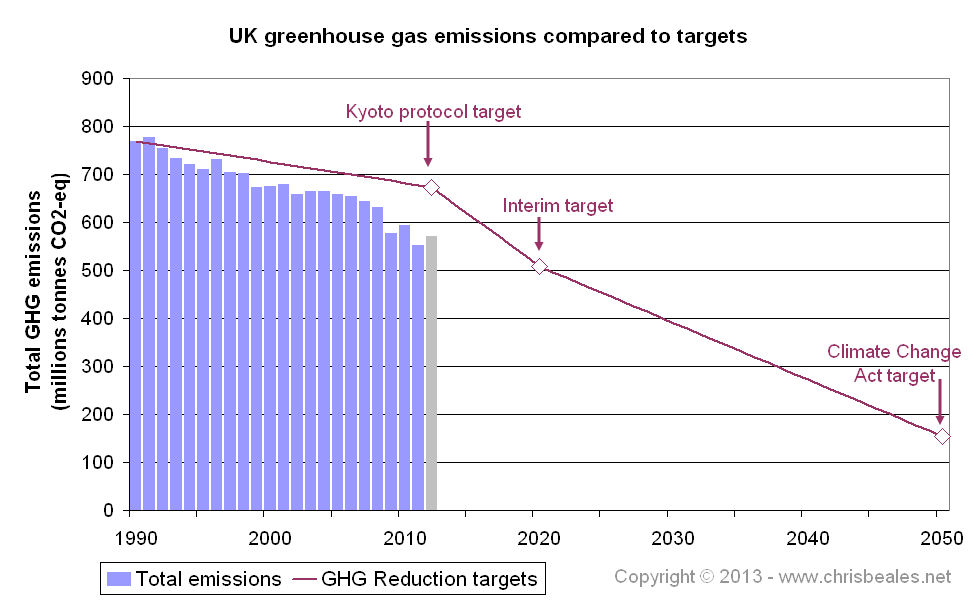 UK greenhouse gas emissions compared to targets
Total GHG emissions
(millions tonnes CO2-eq)
900
800
700
600
500
400
300
200
100
0
Kyoto protocol target
Interim target
Climate Change
Act target
1990
2000
2010
2020
2030
2040
2050
Total emissions
GHG Reduction targets
Copyright © 2013 - www.chrisbeales.net